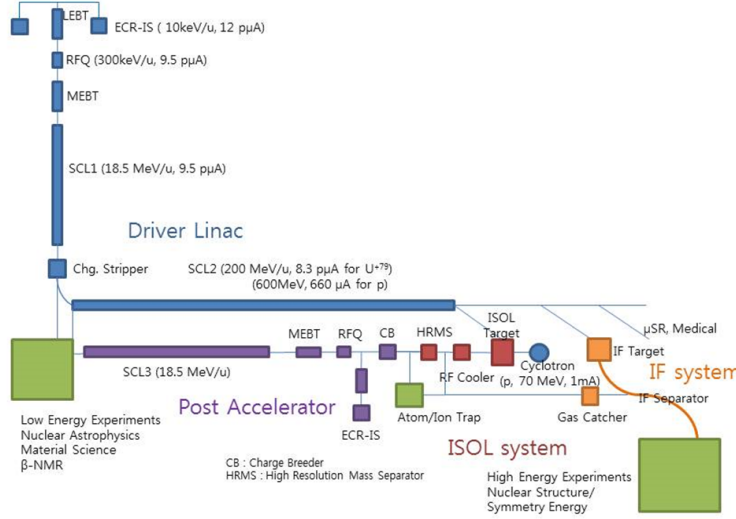 LEBT
ECR-IS ( 10keV/u, 12 pµA)
RFQ (300keV/u, 9.5 pµA)
MEBT
SCL1 (18.5 MeV/u, 9.5 pµA)
Driver Linac
Chg. Stripper
SCL2 (200 MeV/u, 8.3 pµA for U+79)
(600MeV, 660 µA for p)
ISOL
Target
µSR, Medical
MEBT
RFQ
CB
HRMS
IF Target
SCL3 (18.5 MeV/u)
RF Cooler
Cyclotron
(p, 70 MeV, 1mA)
IF system
Post Accelerator
Atom/Ion Trap
Gas Catcher
IF Separator
ECR-IS
Low Energy Experiments
Nuclear Astrophysics
Material Science
β-NMR
ISOL system
CB : Charge Breeder
HRMS : High Resolution Mass Separator
High Energy Experiments
Nuclear Structure/
Symmetry Energy